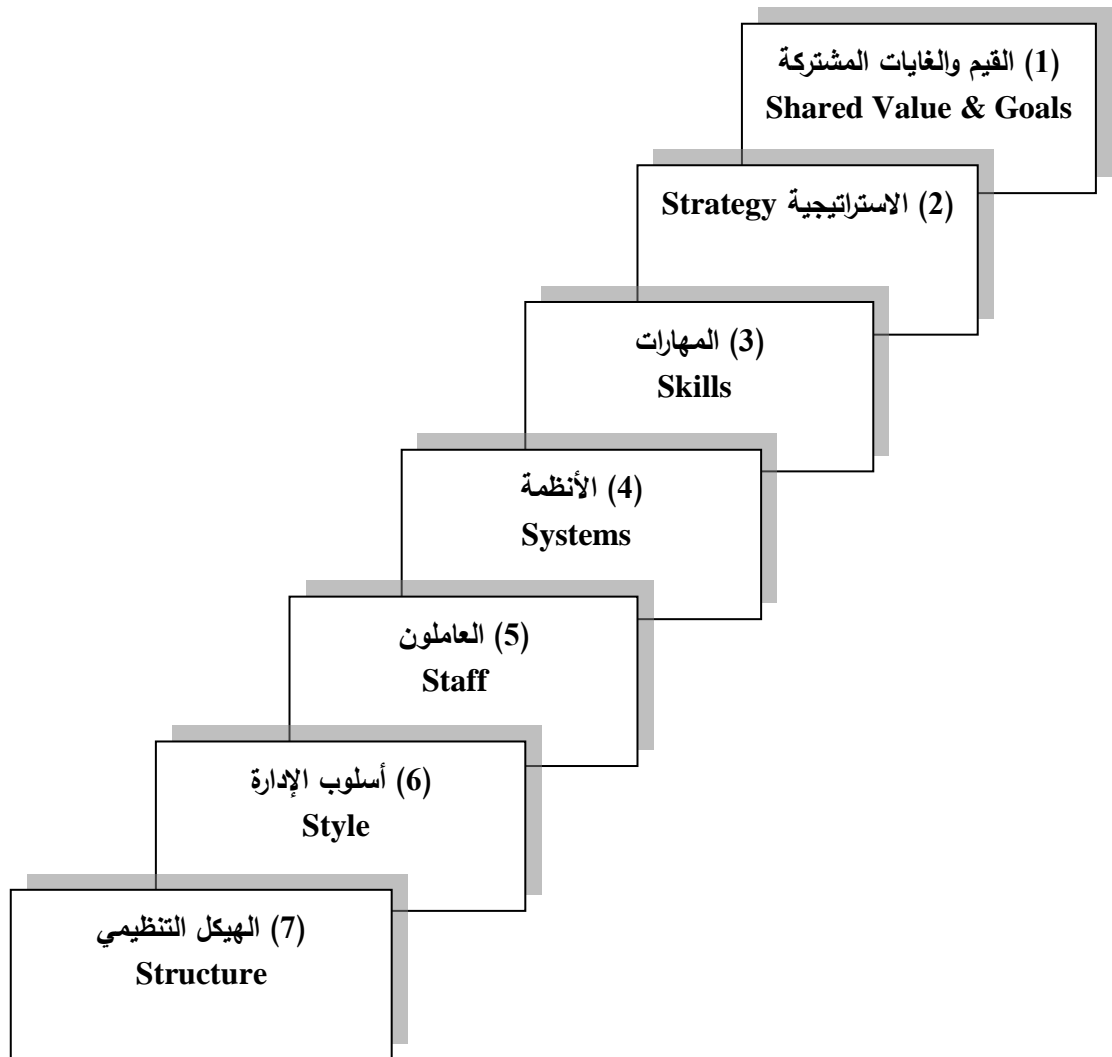 (1) القيم والغايات المشتركة
Shared Value & Goals
(2) الاستراتيجية Strategy
(3) المهارات
Skills
(4) الأنظمة
Systems
(5) العاملون
Staff
(6) أسلوب الإدارة
Style
(7) الهيكل التنظيمي
Structure